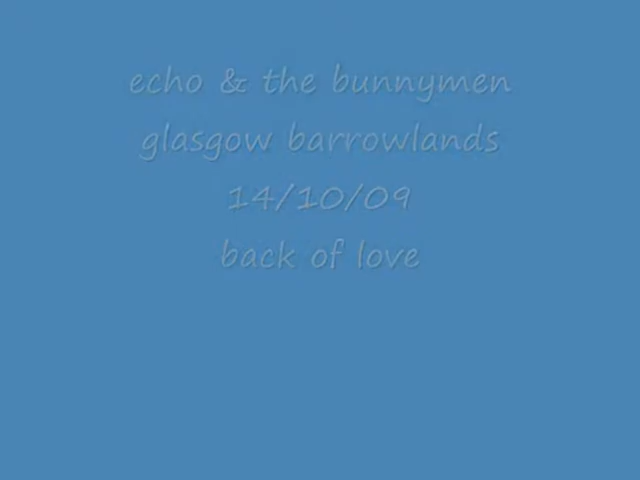 echo & the bunnymen
glasgow barrowlands
14/10/09
back of love